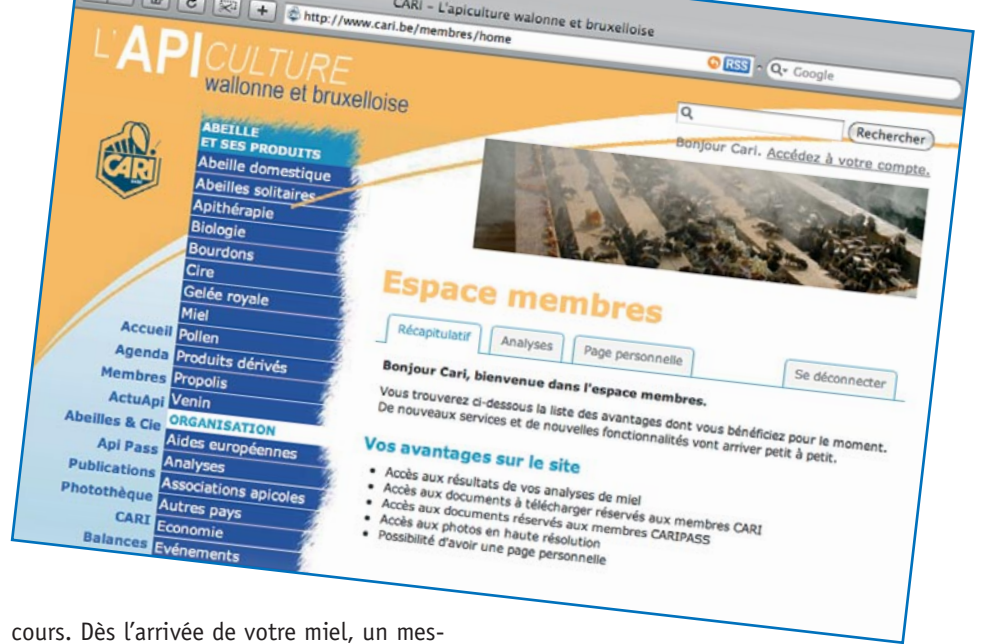 CARI – L'apiculture walonne et bruxelloise
http://www.cari.be/membres/home
RSS
Google
L'APICULTURE
wallonne et bruxelloise
Rechercher
Bonjour Cari. Accédez à votre compte.
CARI
ABEILLE
ET SES PRODUITS
Abeille domestique
Abeilles solitaires
Apithérapie
Biologie
Bourdons
Cire
Gelée royale
Miel
Pollen
Produits dérivés
Propolis
Venin
ORGANISATION
Aides européennes
Analyses
Associations apicoles
Autres pays
Economie
Evénements
Accueil
Agenda
Membres
ActuApi
Abeilles & Cie
Api Pass
Publications
Photothèque
CARI
Balances
Espace membres
Récapitulatif
Analyses
Page personnelle
Se déconnecter
Bonjour Cari, bienvenue dans l'espace membres.
Vous trouverez ci-dessous la liste des avantages dont vous bénéficiez pour le moment.
De nouveaux services et de nouvelles fonctionnalités vont arriver petit à petit.
Vos avantages sur le site
• Accès aux résultats de vos analyses de miel
• Accès aux documents à télécharger réservés aux membres CARI
• Accès aux documents réservés aux membres CARIPASS
• Accès aux photos en haute résolution
• Possibilité d'avoir une page personnelle
cours. Dès l'arrivée de votre miel, un mes-